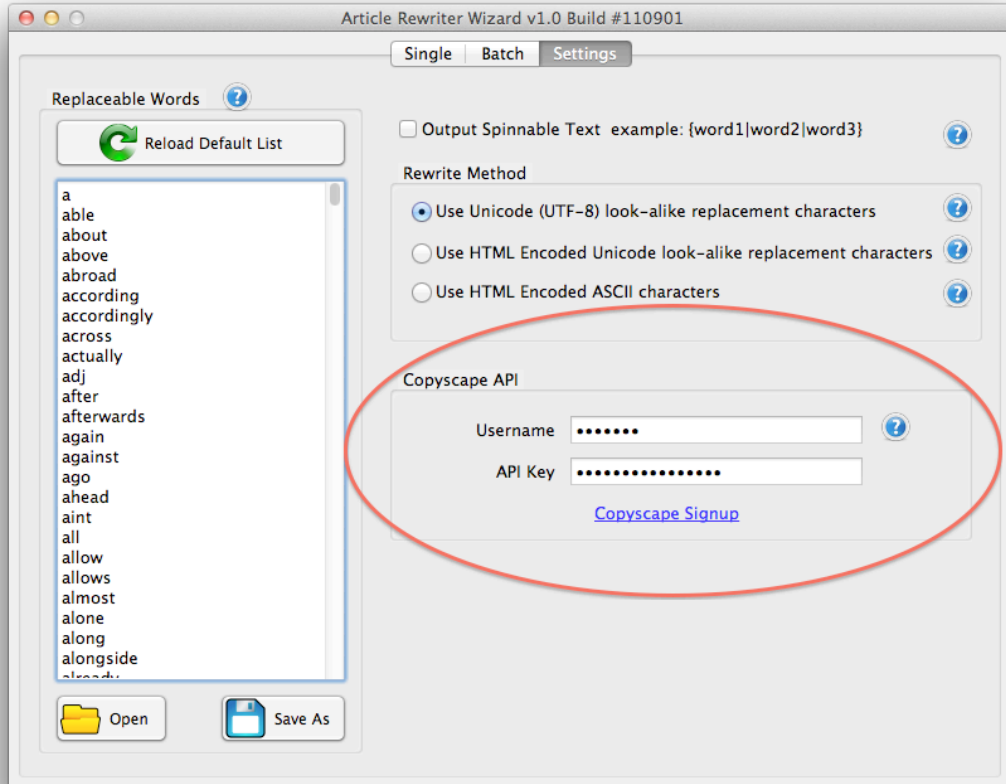 Article Rewriter Wizard v1.0 Build #110901
Single Batch Settings
Replaceable Words ?
Reload Default List
a
able
about
above
abroad
according
accordingly
across
actually
adj
after
afterwards
again
against
ago
ahead
aint
all
allow
allows
almost
alone
along
alongside
already
Open Save As
Output Spinnable Text example: {word1|word2|word3} ?
Rewrite Method
Use Unicode (UTF-8) look-alike replacement characters ?
Use HTML Encoded Unicode look-alike replacement characters ?
Use HTML Encoded ASCII characters ?
Copyscape API
Username ••••••• ?
API Key ••••••••••••••••
Copyscape Signup